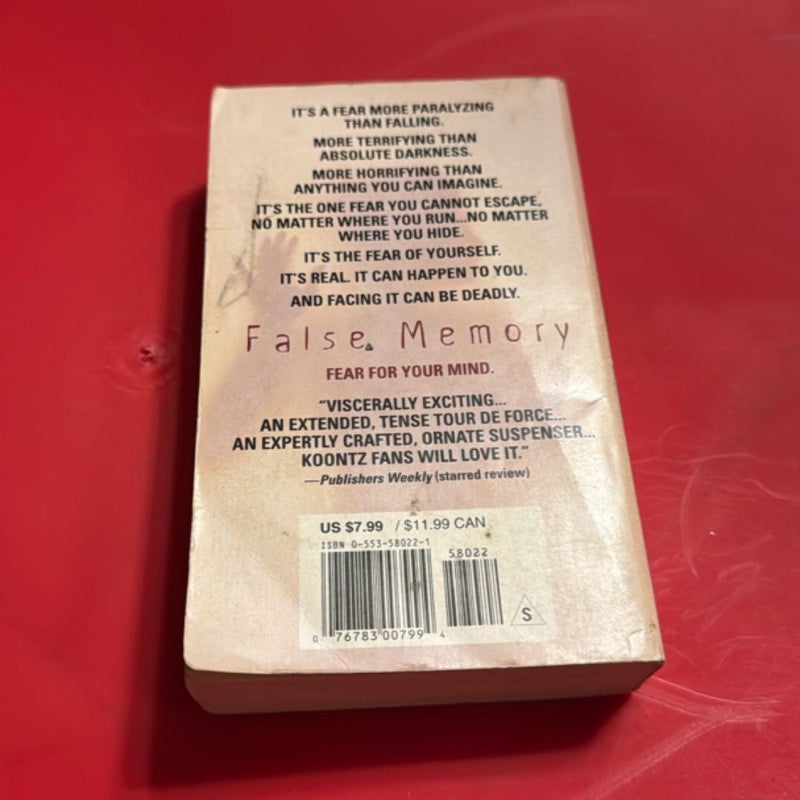 IT'S A FEAR MORE PARALYZING
THAN FALLING.
MORE TERRIFYING THAN
ABSOLUTE DARKNESS.
MORE HORRIFYING THAN
ANYTHING YOU CAN IMAGINE.
IT'S THE ONE FEAR YOU CANNOT ESCAPE,
NO MATTER WHERE YOU RUN...NO MATTER
WHERE YOU HIDE.
IT'S THE FEAR OF YOURSELF.
IT'S REAL. IT CAN HAPPEN TO YOU.
AND FACING IT CAN BE DEADLY.
False Memory
FEAR FOR YOUR MIND.
"VISCERALLY EXCITING...
AN EXTENDED, TENSE TOUR DE FORCE...
AN EXPERTLY CRAFTED, ORNATE SUSPENSER...
KOONTZ FANS WILL LOVE IT."
—Publishers Weekly (starred review)
US $7.99 / $11.99 CAN
ISBN 0-553-58022-1
58022
S
0 76783 00799 4